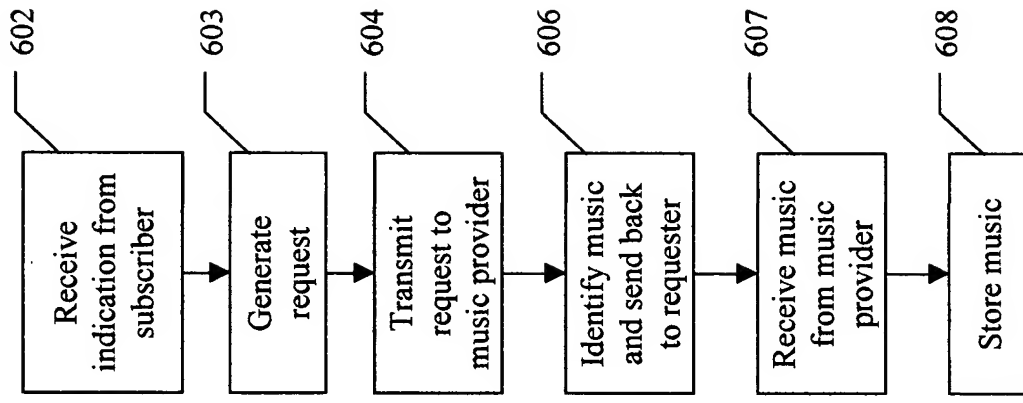 602
Receive
indication from
subscriber
603
Generate
request
604
Transmit
request to
music provider
606
Identify music
and send back
to requester
607
Receive music
from music
provider
608
Store music